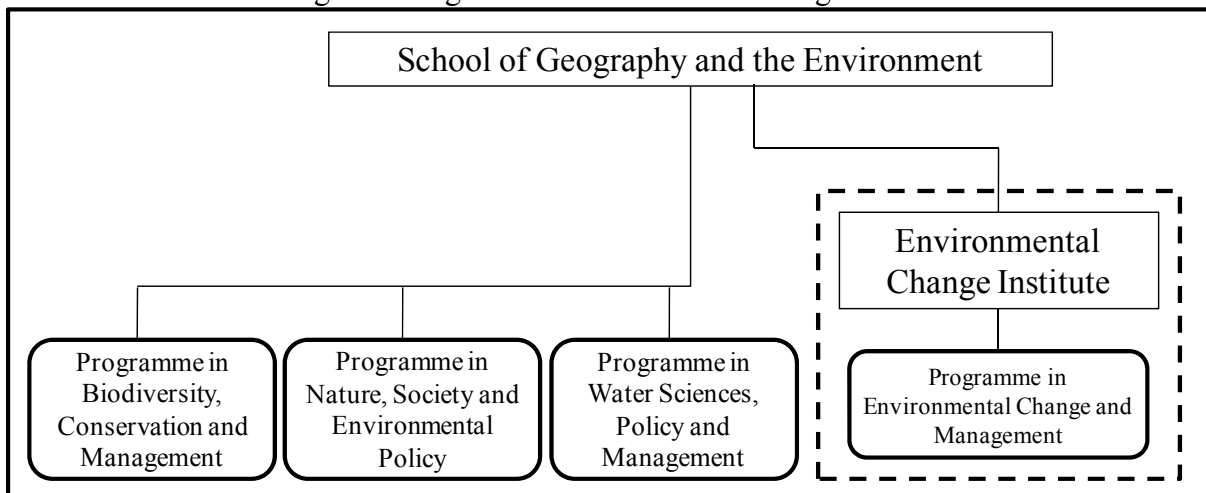 School of Geography and the Environment
Environmental
Change Institute
Programme in
Biodiversity,
Conservation and
Management
Programme in
Nature, Society and
Environmental
Policy
Programme in
Water Sciences,
Policy and
Management
Programme in
Environmental Change and
Management